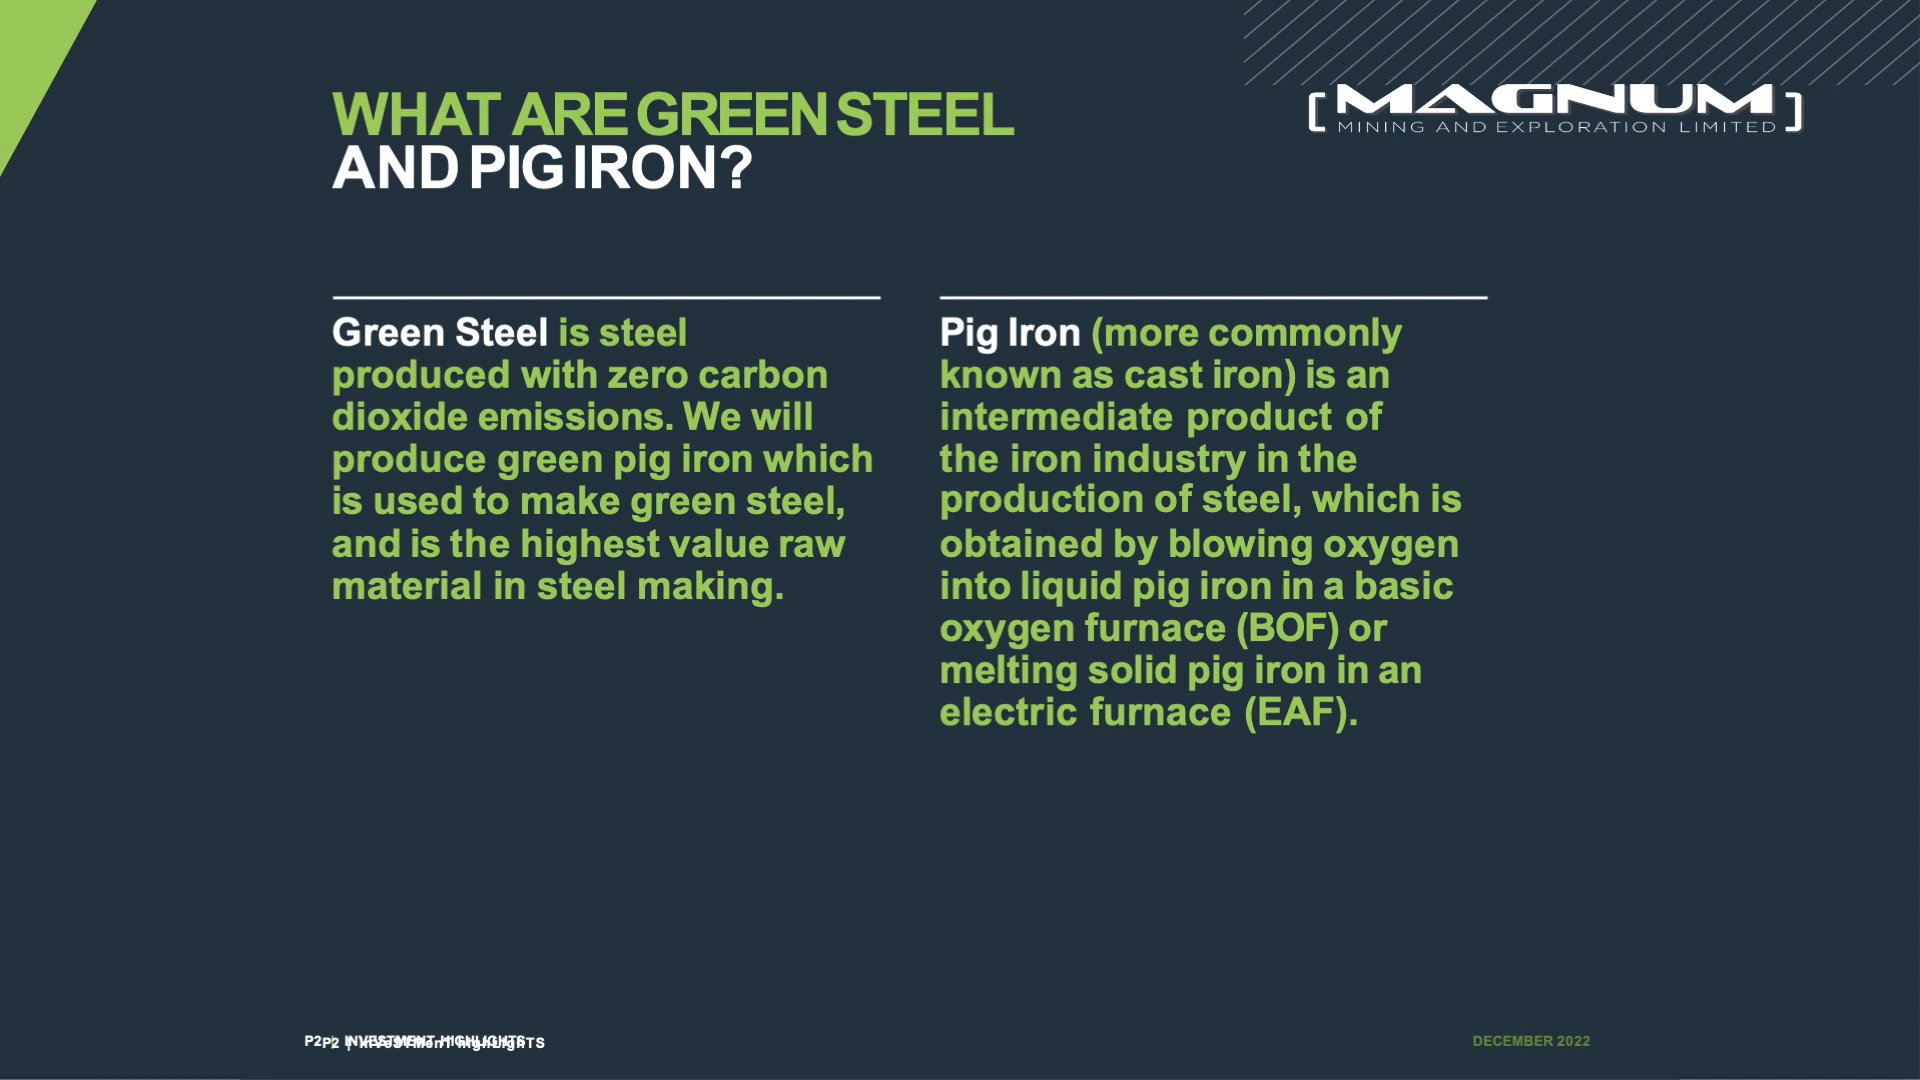 WHAT ARE GREEN STEEL
AND PIG IRON?
MAGNUM
MINING AND EXPLORATION LIMITED
Green Steel is steel
produced with zero carbon
dioxide emissions. We will
produce green pig iron which
is used to make green steel,
and is the highest value raw
material in steel making.
Pig Iron (more commonly
known as cast iron) is an
intermediate product of
the iron industry in the
production of steel, which is
obtained by blowing oxygen
into liquid pig iron in a basic
oxygen furnace (BOF) or
melting solid pig iron in an
electric furnace (EAF).
P2 | INVESTMENT HIGHLIGHTS
DECEMBER 2022